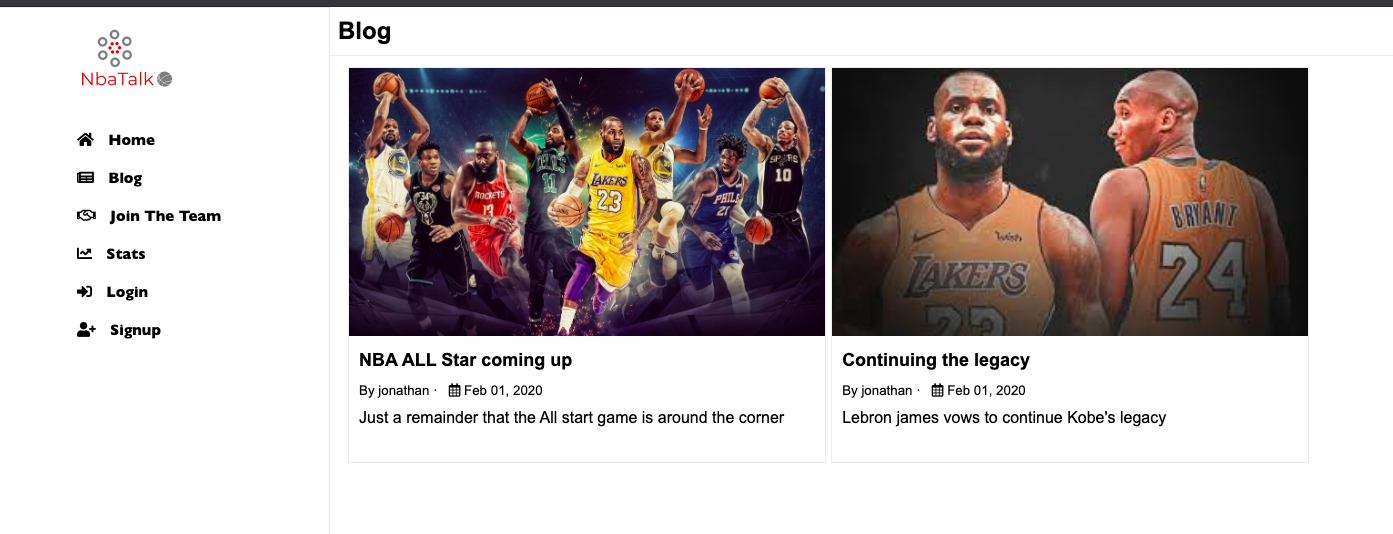 NbaTalk
Home
Blog
Join The Team
Stats
Login
Signup
Blog
34
ROCKETS
13
CELTICS
11
LAKERS
23
PHILA
21
SPURS
10
wish
LAKERS
23
BRYANT
24
NBA ALL Star coming up
By jonathan · Feb 01, 2020
Just a remainder that the All start game is around the corner
Continuing the legacy
By jonathan · Feb 01, 2020
Lebron james vows to continue Kobe's legacy